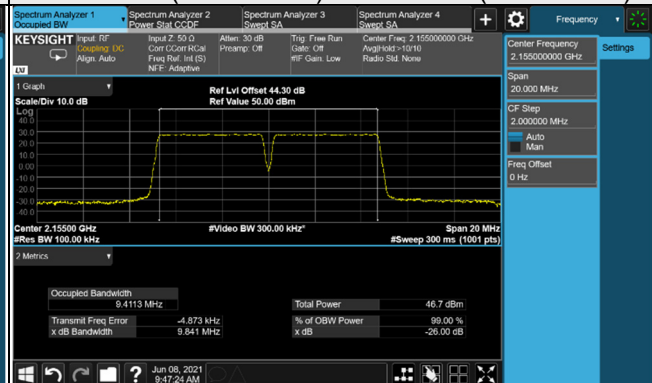 Spectrum Analyzer 1
Occupied BW
Spectrum Analyzer 2
Power Stat CCDF
Spectrum Analyzer 3
Swept SA
Spectrum Analyzer 4
Swept SA
Frequency
KEYSIGHT
Input: RF
Coupling: DC
Align: Auto
Input Z: 50 Ω
Corr CCorr RCal
Freq Ref: Int (S)
NFE: Adaptive
Atten: 30 dB
Preamp: Off
Trig: Free Run
Gate: Off
#IF Gain: Low
Center Freq: 2.155000000 GHz
Avg|Hold:>10/10
Radio Std: None
LXI
Center Frequency
2.155000000 GHz
Settings
Span
20.000 MHz
CF Step
2.000000 MHz
Auto
Man
Freq Offset
0 Hz
1 Graph
Scale/Div 10.0 dB
Ref Lvl Offset 44.30 dB
Ref Value 50.00 dBm
Log
40.0
30.0
20.0
10.0
0.00
-10.0
-20.0
-30.0
-40.0
Center 2.15500 GHz
#Res BW 100.00 kHz
#Video BW 300.00 kHz*
Span 20 MHz
#Sweep 300 ms (1001 pts)
2 Metrics
Occupied Bandwidth
9.4113 MHz
Total Power 46.7 dBm
Transmit Freq Error -4.873 kHz
% of OBW Power 99.00 %
x dB Bandwidth 9.841 MHz
x dB -26.00 dB
?
Jun 08, 2021
9:47:24 AM